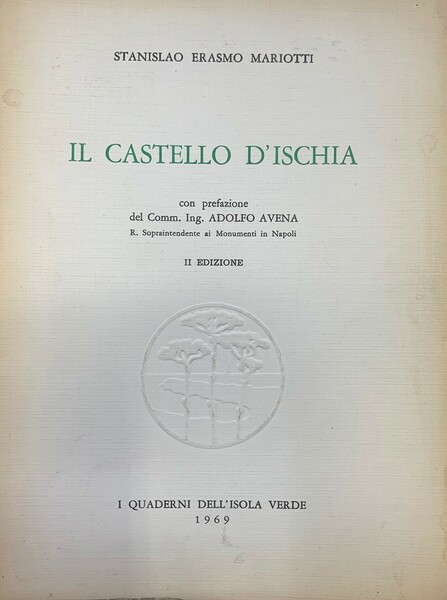 STANISLAO ERASMO MARIOTTI
IL CASTELLO D'ISCHIA
con prefazione
del Comm. Ing. ADOLFO AVENA
R. Sopraintendente ai Monumenti in Napoli
II EDIZIONE
I QUADERNI DELL'ISOLA VERDE
1969